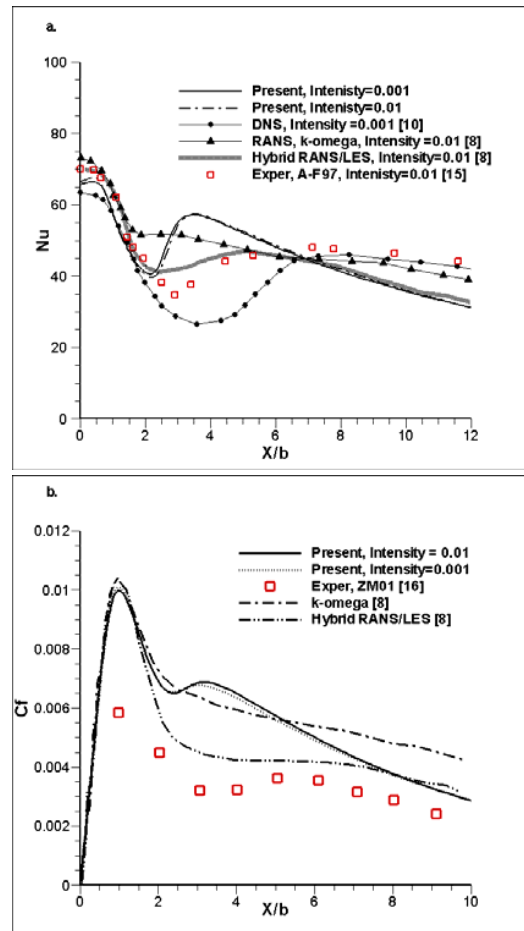 a.
100
80
60
40
20
0
Nu
Present, Intenisty=0.001
Present, Intenisty=0.01
DNS, Intensity =0.001 [10]
RANS, k-omega, Intensity =0.01 [8]
Hybrid RANS/LES, Intensity=0.01 [8]
Exper, A-F97, Intenisty=0.01 [15]
0 2 4 6 8 10 12
X/b
b.
0.012
0.01
0.008
0.006
0.004
0.002
0
Cf
Present, Intensity = 0.01
Present, Intensity=0.001
Exper, ZM01 [16]
k-omega [8]
Hybrid RANS/LES [8]
0 2 4 6 8 10
X/b